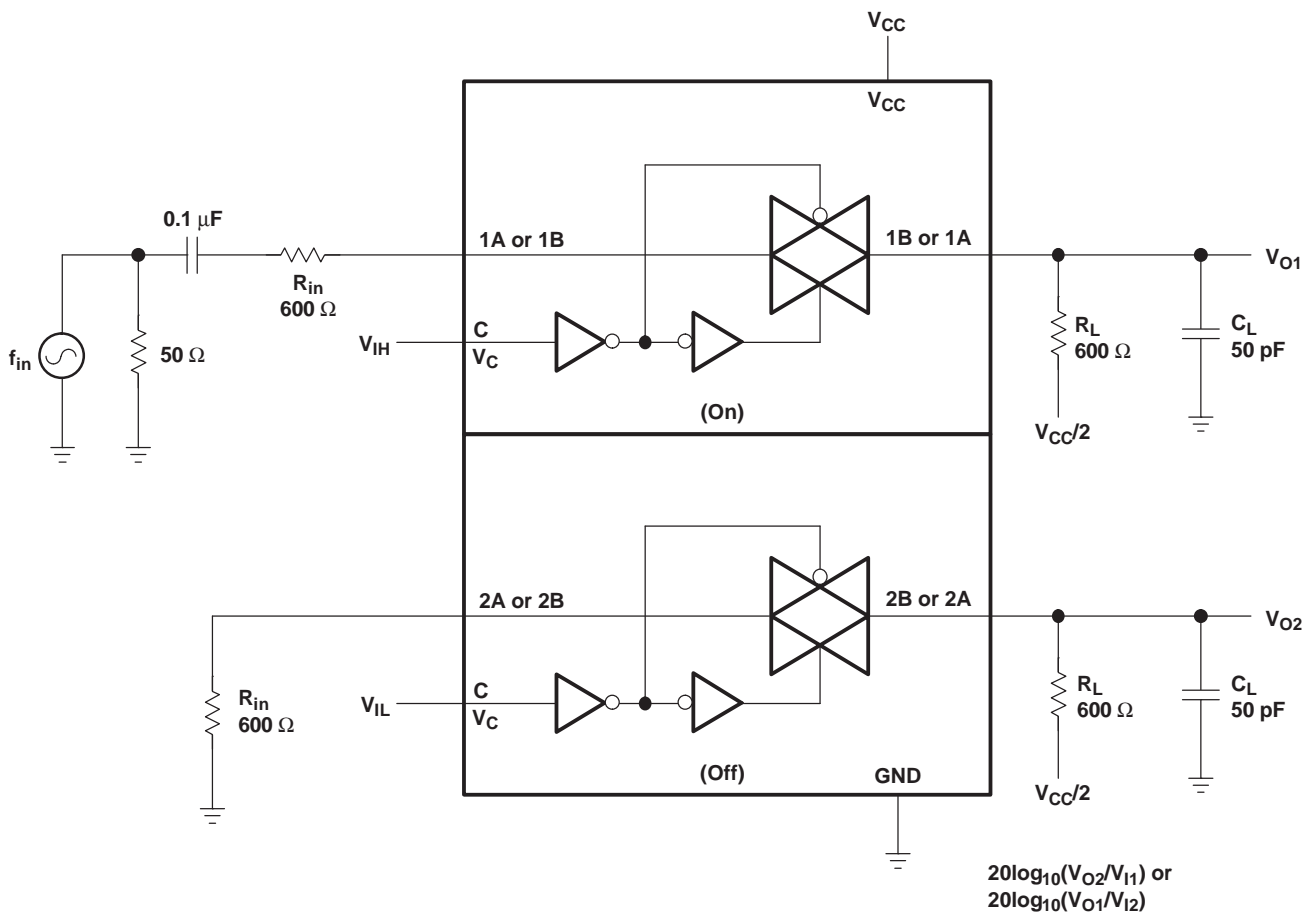 VCC
VCC
0.1 μF
1A or 1B
1B or 1A
VO1
Rin
600 Ω
fin
50 Ω
VIH
C
VC
RL
600 Ω
CL
50 pF
(On)
VCC/2
2A or 2B
2B or 2A
VO2
Rin
600 Ω
VIL
C
VC
RL
600 Ω
CL
50 pF
(Off)
GND
VCC/2
20log10(VO2/VI1) or
20log10(VO1/VI2)